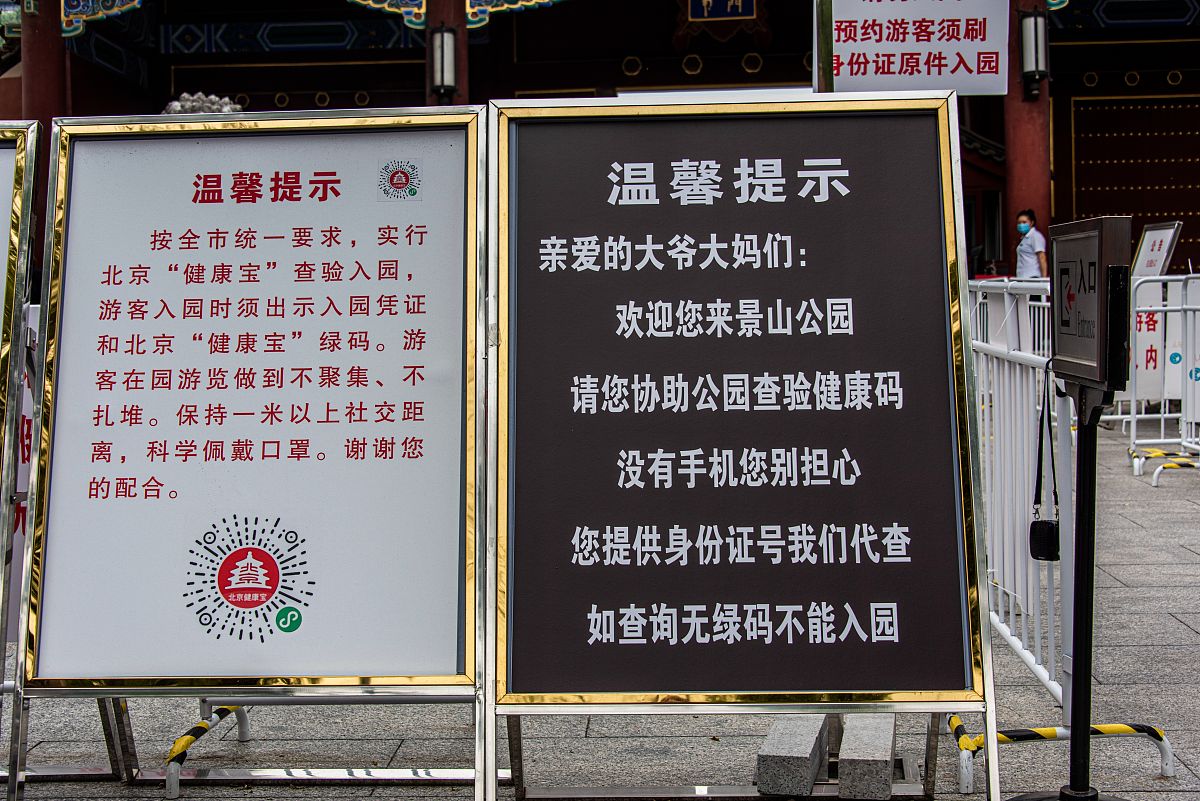 预约游客须刷
身份证原件入园
温馨提示
按全市统一要求，实行
北京“健康宝”查验入园，
游客入园时须出示入园凭证
和北京“健康宝”绿码。游
客在园游览做到不聚集、不
扎堆。保持一米以上社交距
离，科学佩戴口罩。谢谢您
的配合。
北京健康宝
温馨提示
亲爱的大爷大妈们：
欢迎您来景山公园
请您协助公园查验健康码
没有手机您别担心
您提供身份证号我们代查
如查询无绿码不能入园
入口
Entrance
公告
游客
内